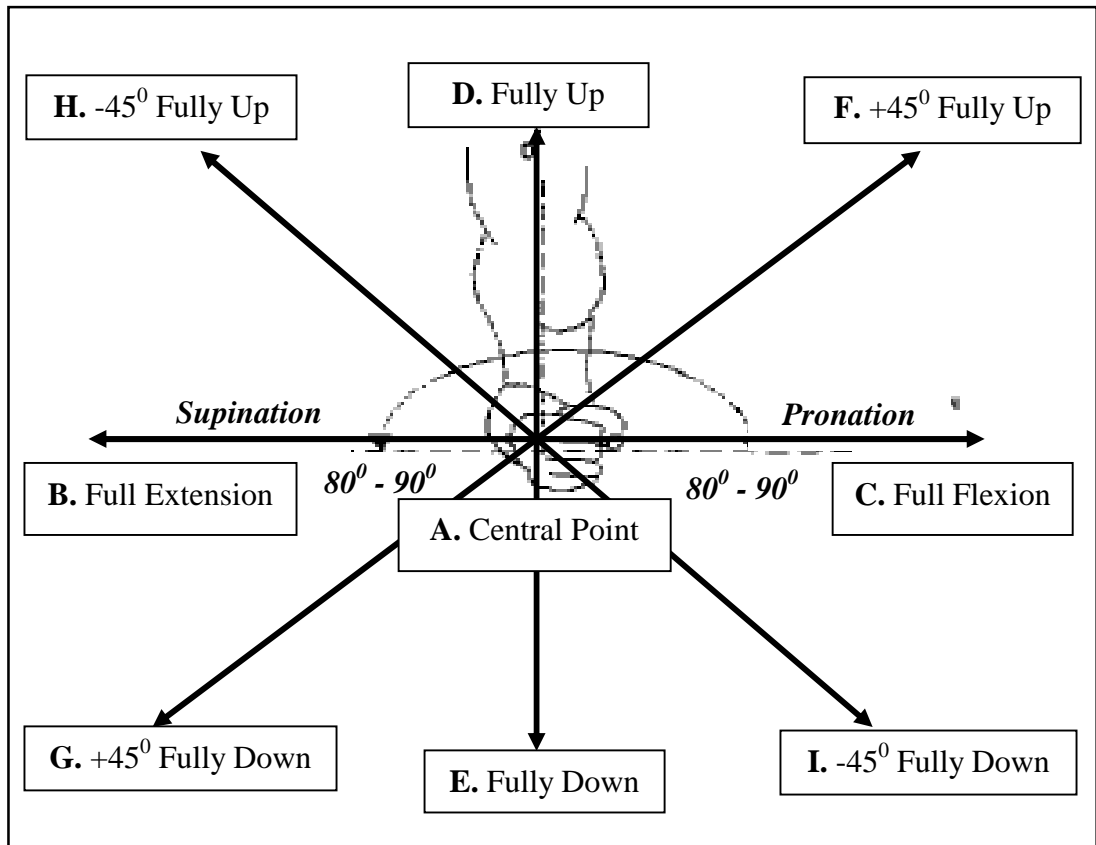 H. -45⁰ Fully Up
D. Fully Up
F. +45⁰ Fully Up
Supination
Pronation
B. Full Extension
80⁰ - 90⁰
80⁰ - 90⁰
C. Full Flexion
A. Central Point
G. +45⁰ Fully Down
E. Fully Down
I. -45⁰ Fully Down